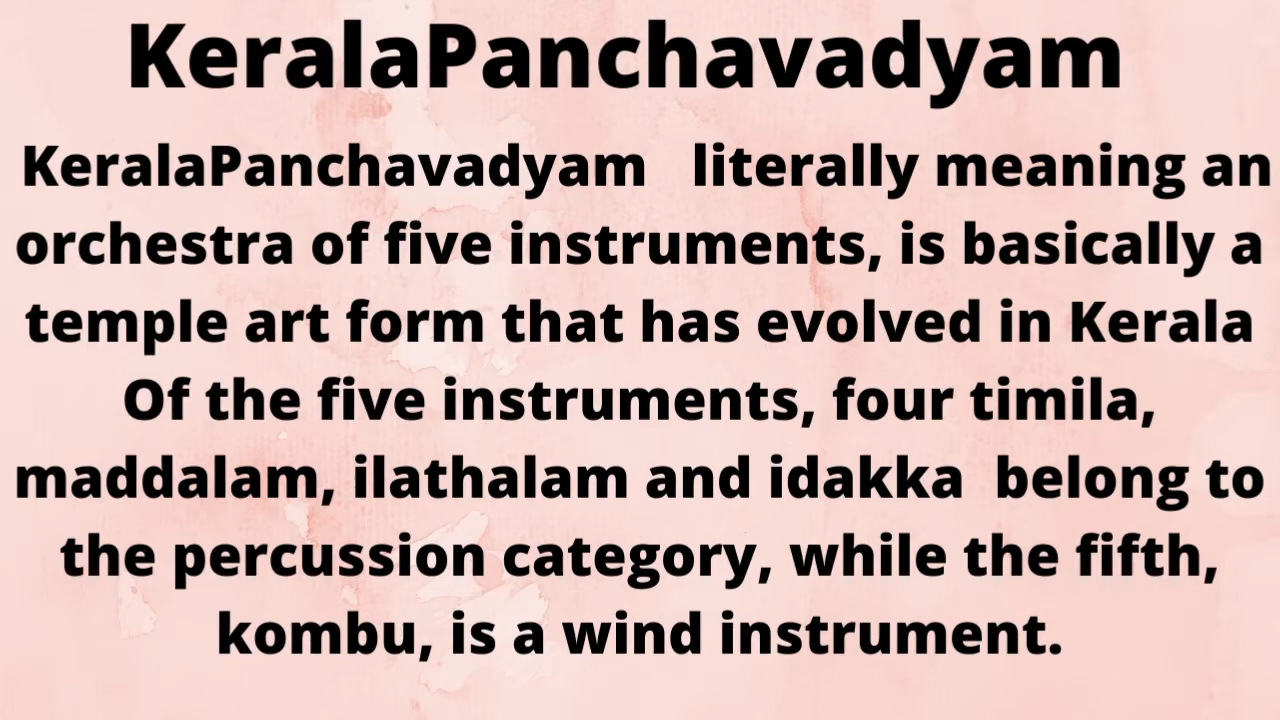 KeralaPanchavadyam
KeralaPanchavadyam literally meaning an
orchestra of five instruments, is basically a
temple art form that has evolved in Kerala
Of the five instruments, four timila,
maddalam, ilathalam and idakka belong to
the percussion category, while the fifth,
kombu, is a wind instrument.